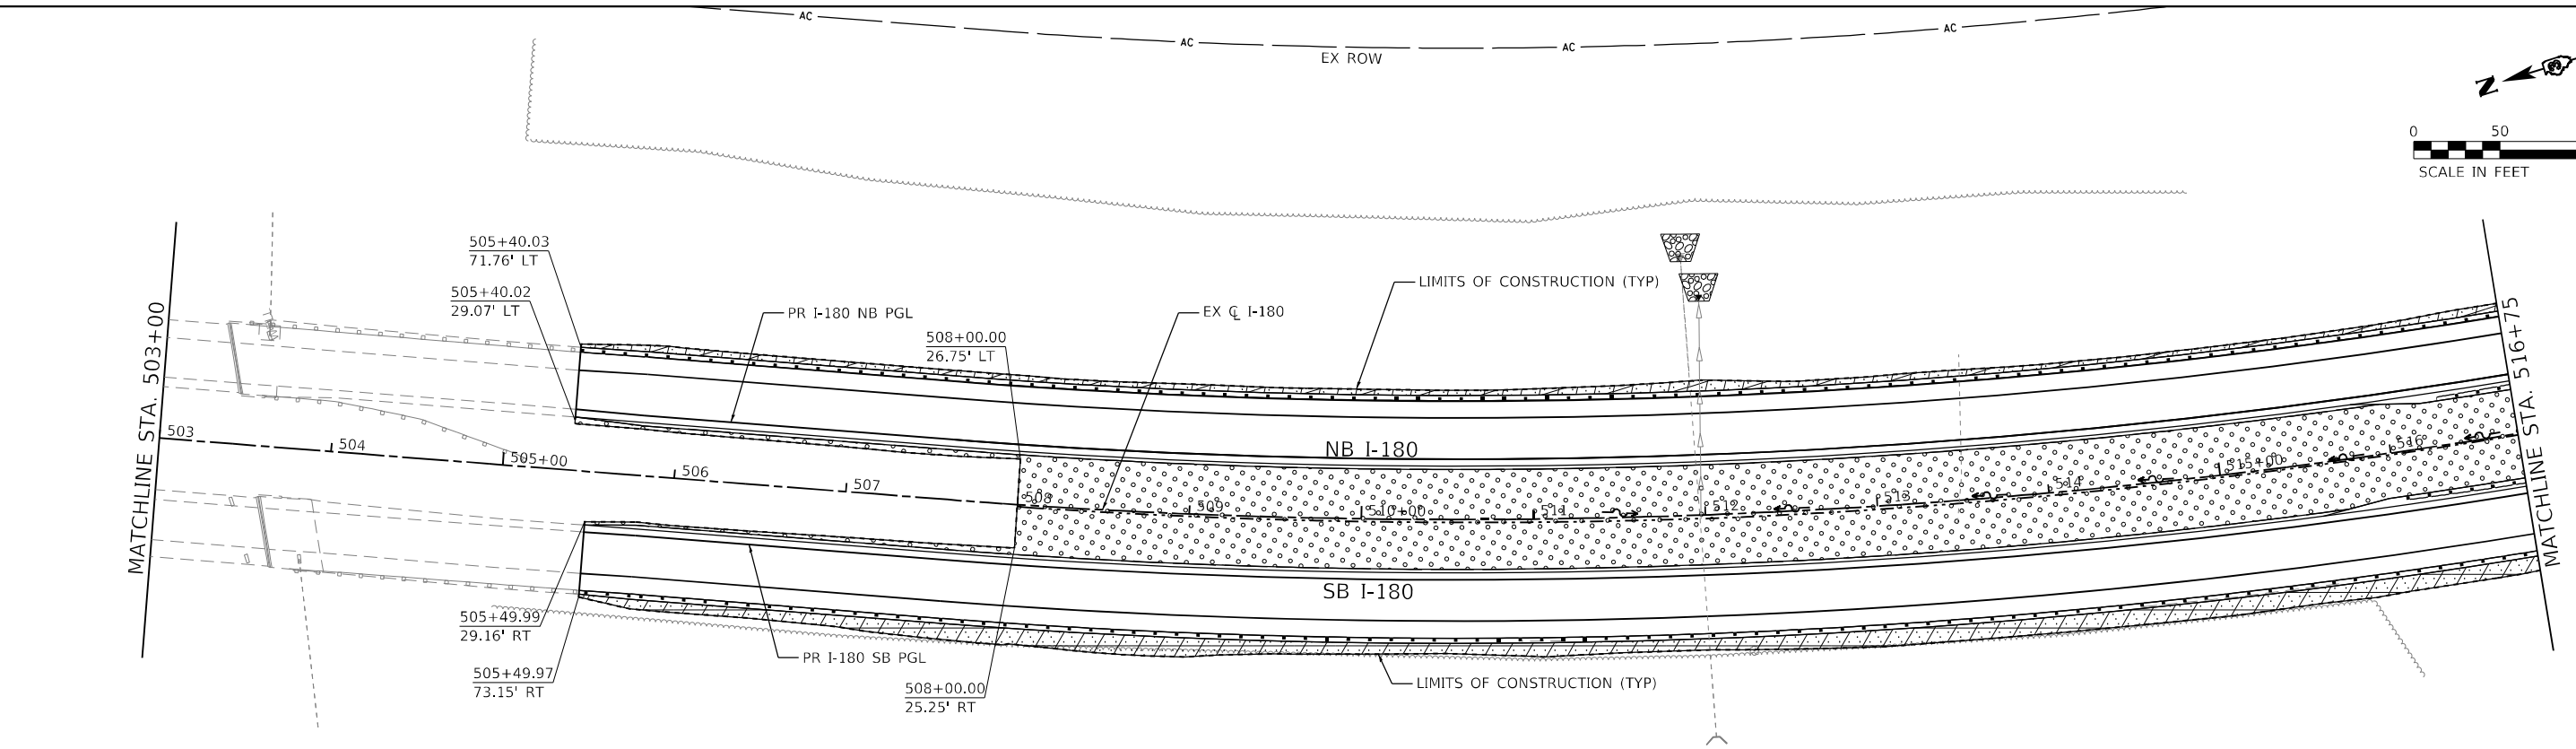 AC
AC
AC
AC
EX ROW
N
0 50
SCALE IN FEET
505+40.03
71.76' LT
505+40.02
29.07' LT
PR I-180 NB PGL
508+00.00
26.75' LT
EX CL I-180
LIMITS OF CONSTRUCTION (TYP)
MATCHLINE STA. 503+00
MATCHLINE STA. 516+75
503
504
505+00
506
507
508
509
510+00
511
512
513
514
515+00
516
NB I-180
SB I-180
505+49.99
29.16' RT
505+49.97
73.15' RT
PR I-180 SB PGL
508+00.00
25.25' RT
LIMITS OF CONSTRUCTION (TYP)